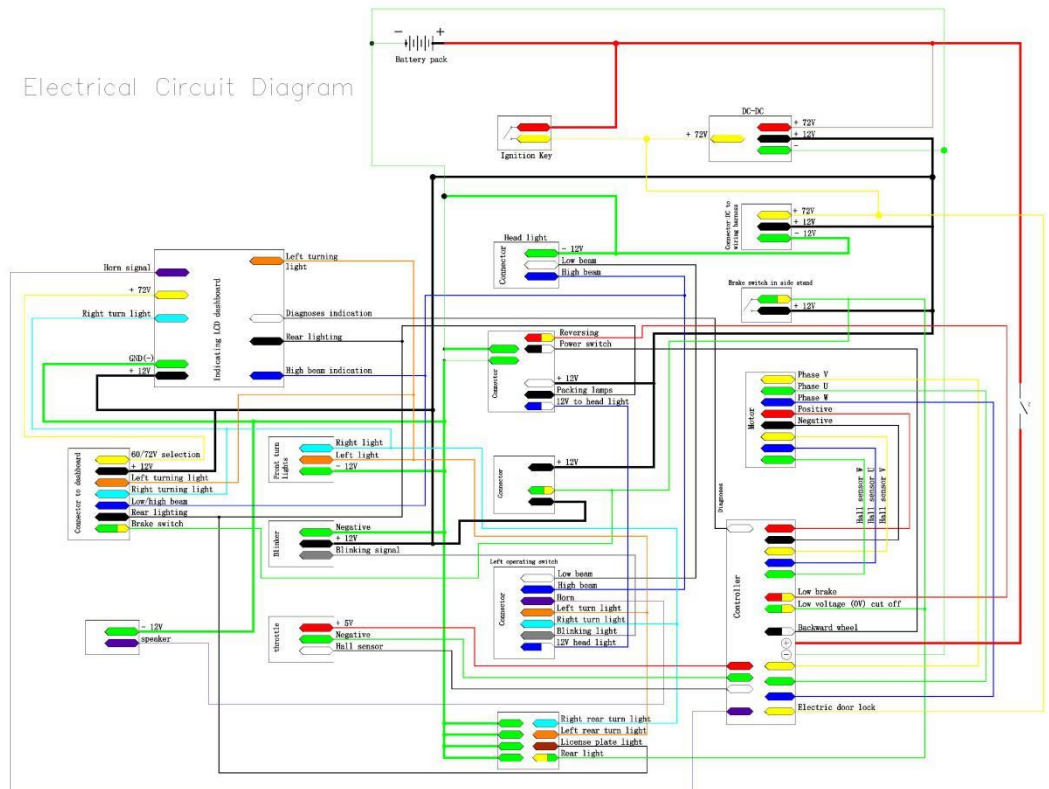 − +
Battery pack
Electrical Circuit Diagram
DC-DC
+ 72V
+ 72V
+ 12V
-
Ignition Key
Connector DC to
wiring harness
+ 72V
+ 12V
- 12V
Head light
Connector
- 12V
Low beam
High beam
Brake switch in side stand
+ 12V
Indicating LCD dashboard
Horn signal
+ 72V
Right turn light
GND(-)
+ 12V
Left turning
light
Diagnoses indication
Rear lighting
High beam indication
Connector
Reversing
Power switch
+ 12V
Packing lamps
12V to head light
Motor
Phase V
Phase U
Phase W
Positive
Negative
Hall sensor W
Hall sensor U
Hall sensor V
Connector to dashboard
60/72V selection
+ 12V
Left turning light
Right turning light
Low/high beam
Rear lighting
Brake switch
Front turn
lights
Right light
Left light
- 12V
Connector
+ 12V
Blinker
Negative
+ 12V
Blinking signal
Left operating switch
Connector
Low beam
High beam
Horn
Left turn light
Right turn light
Blinking light
12V head light
Diagnoses
Controller
Low brake
Low voltage (0V) cut off
Backward wheel
+
−
Electric door lock
- 12V
speaker
throttle
+ 5V
Negative
Hall sensor
Right rear turn light
Left rear turn light
License plate light
Rear light